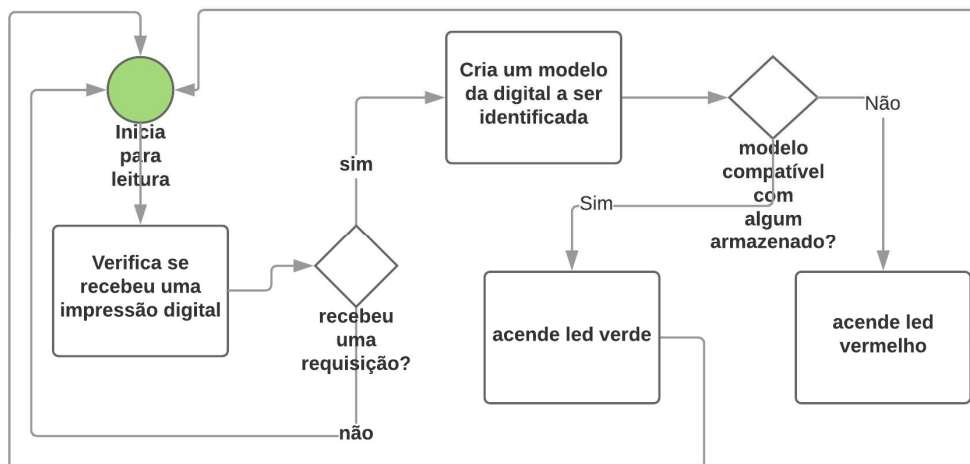 Inicia
para
leitura
Verifica se
recebeu uma
impressão digital
recebeu
uma
requisição?
sim
não
Cria um modelo
da digital a ser
identificada
modelo
compatível
com
algum
armazenado?
Sim
Não
acende led verde
acende led
vermelho